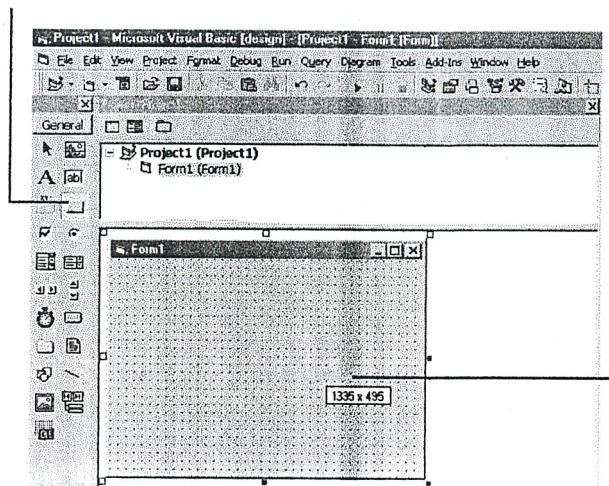 Project1 - Microsoft Visual Basic [design] - [Project1 - Form1 (Form)]
File Edit View Project Format Debug Run Query Diagram Tools Add-Ins Window Help
General
Project1 (Project1)
Form1 (Form1)
A ab
Form1
1335 x 495